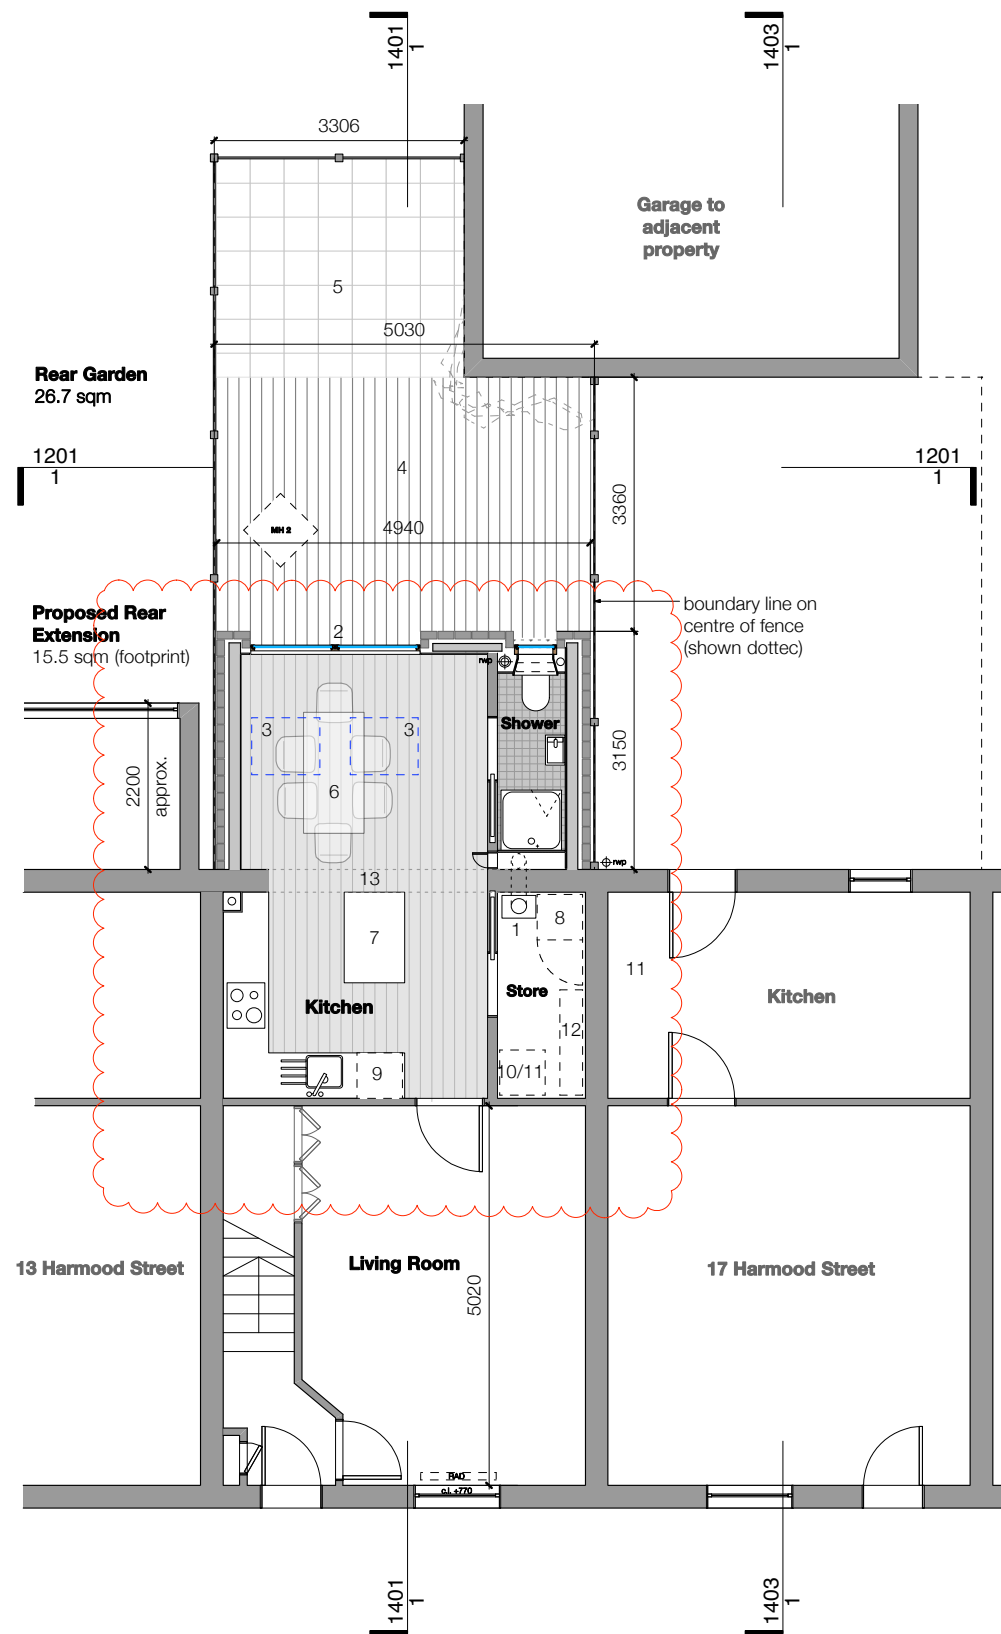 1401
1
1403
1
3306
Garage to
adjacent
property
5
5030
Rear Garden
26.7 sqm
1201
1
4
1201
1
3360
MH 2
4940
Proposed Rear
Extension
15.5 sqm (footprint)
boundary line on
centre of fence
(shown dottec)
2
rwp
3
3
Shower
2200
approx.
6
3150
rwp
13
7
1
8
11
Kitchen
Store
Kitchen
12
9
10/11
13 Harmood Street
Living Room
17 Harmood Street
5020
RAD
c.l. +770
1401
1
1403
1